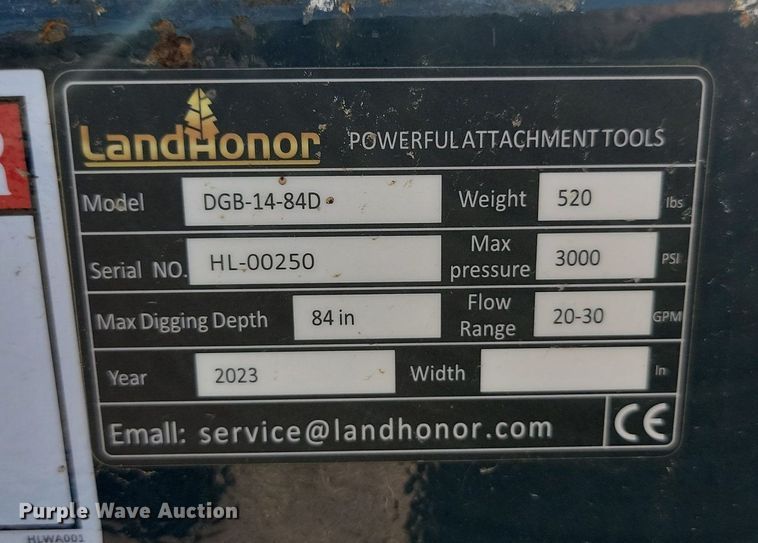 LandHonor POWERFUL ATTACHMENT TOOLS
Model DGB-14-84D Weight 520 lbs
Serial NO. HL-00250 Max pressure 3000 PSI
Max Digging Depth 84 in Flow Range 20-30 GPM
Year 2023 Width In
Emall: service@landhonor.com CE
R
Purple Wave Auction
HLWA001